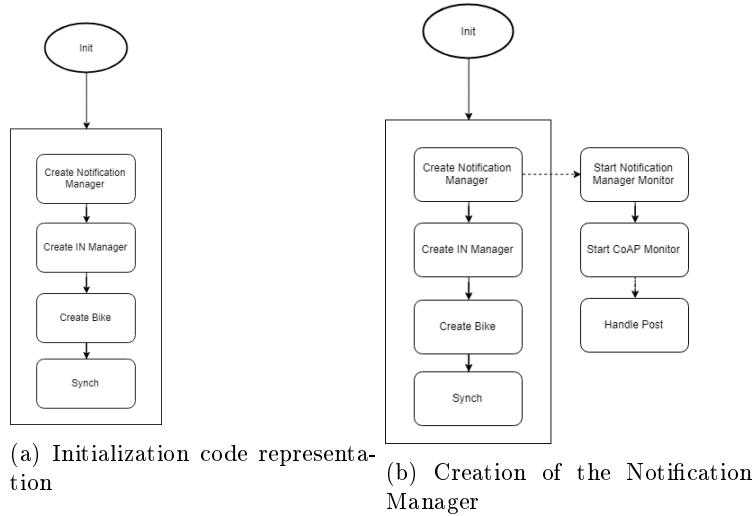 Init
Create Notification
Manager
Create IN Manager
Create Bike
Synch
(a) Initialization code representa-
tion
Init
Create Notification
Manager
Start Notification
Manager Monitor
Create IN Manager
Start CoAP Monitor
Create Bike
Handle Post
Synch
(b) Creation of the Notification
Manager